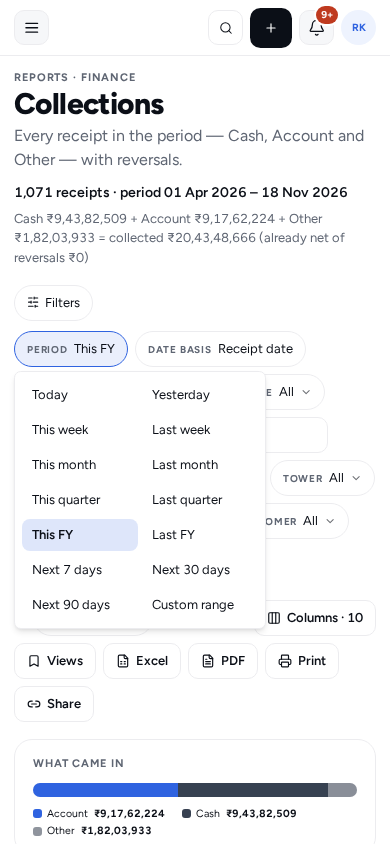 9+
RK
REPORTS · FINANCE
Collections
Every receipt in the period — Cash, Account and
Other — with reversals.
1,071 receipts · period 01 Apr 2026 – 18 Nov 2026
Cash ₹9,43,82,509 + Account ₹9,17,62,224 + Other
₹1,82,03,933 = collected ₹20,43,48,666 (already net of
reversals ₹0)
Filters
PERIOD This FY DATE BASIS Receipt date
All
Today Yesterday
This week Last week
This month Last month
TOWER All
This quarter Last quarter
All
This FY Last FY
Next 7 days Next 30 days
Next 90 days Custom range
Columns · 10
Views Excel PDF Print
Share
WHAT CAME IN
Account ₹9,17,62,224 Cash ₹9,43,82,509
Other ₹1,82,03,933